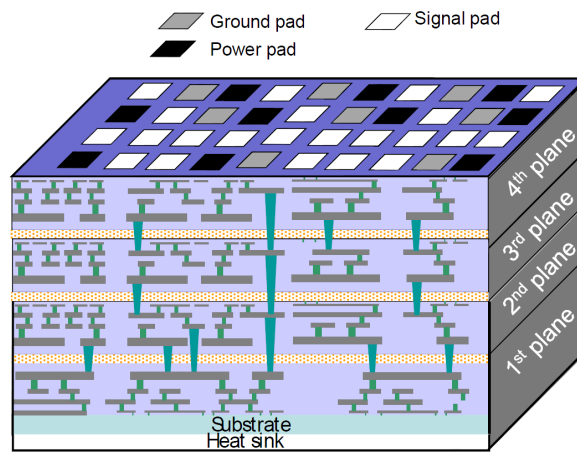 Ground pad
Signal pad
Power pad
4th plane
3rd plane
2nd plane
1st plane
Substrate
Heat sink